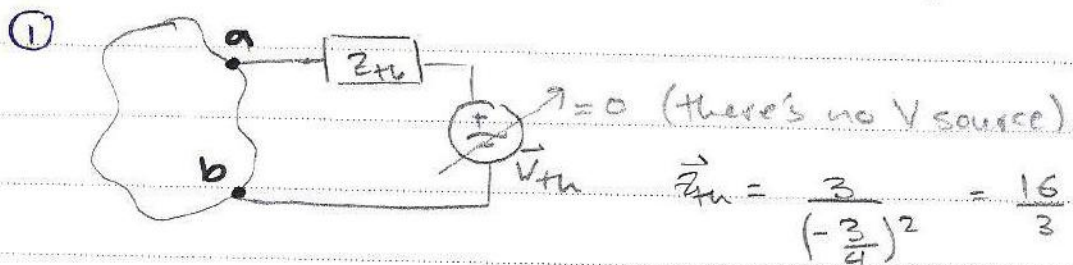 ①
a
Z_th
= 0 (there's no V source)
+
b
V_th
Z_th = 3/(-3/4)^2 = 16/3